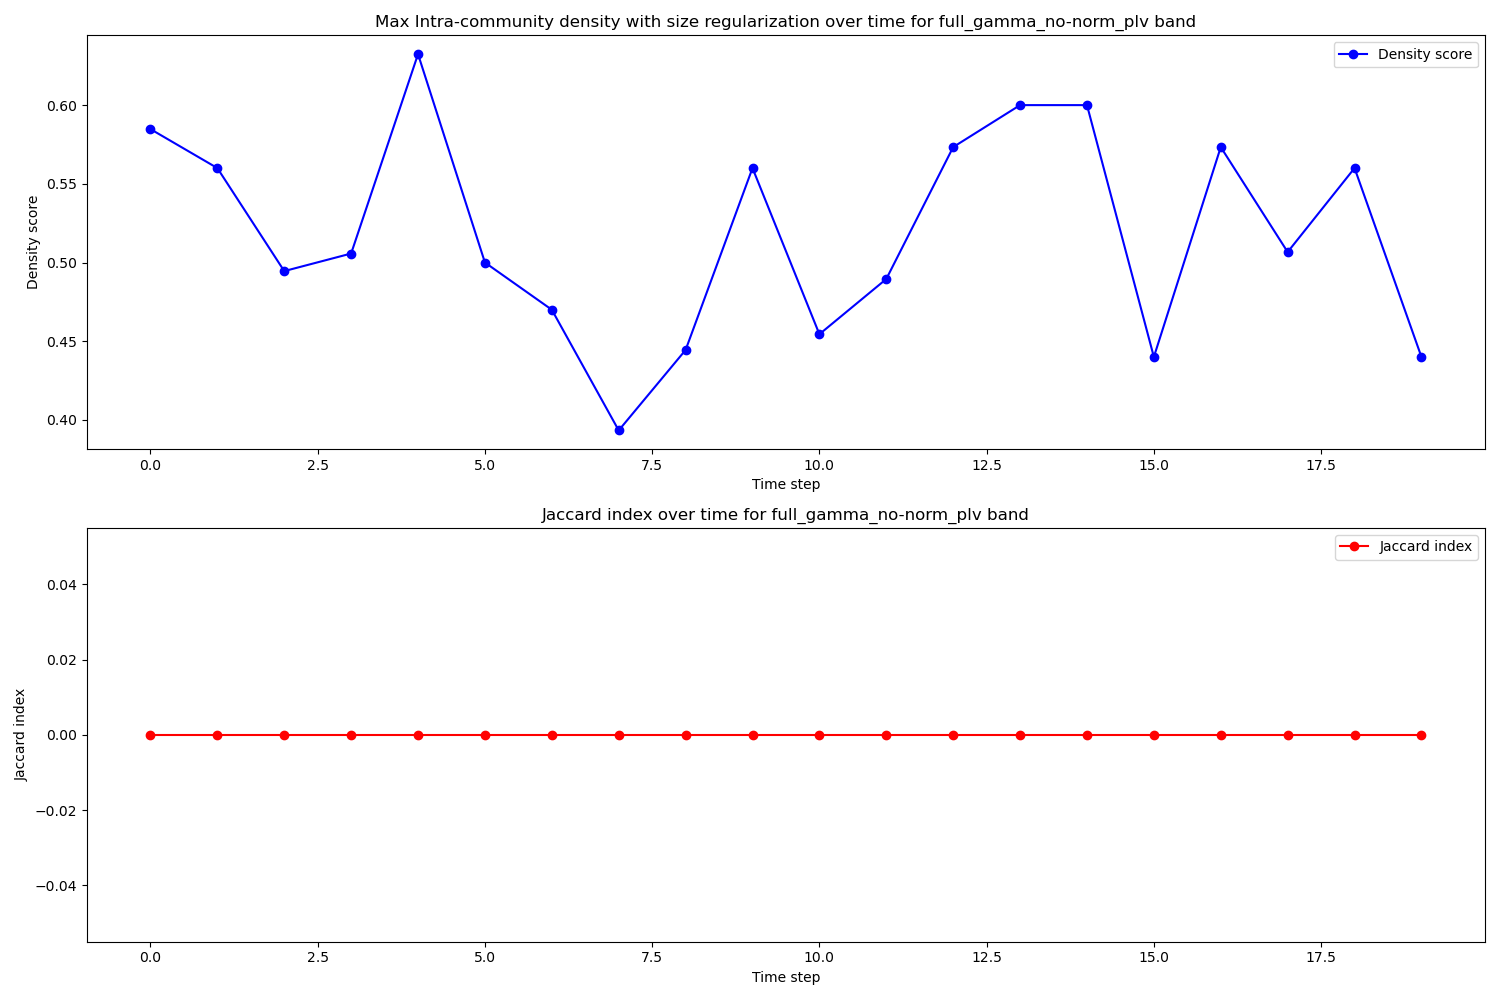 Max Intra-community density with size regularization over time for full_gamma_no-norm_plv band
Density score
Density score
0.60
0.55
0.50
0.45
0.40
0.0 2.5 5.0 7.5 10.0 12.5 15.0 17.5
Time step
Jaccard index over time for full_gamma_no-norm_plv band
Jaccard index
Jaccard index
0.04
0.02
0.00
−0.02
−0.04
0.0 2.5 5.0 7.5 10.0 12.5 15.0 17.5
Time step